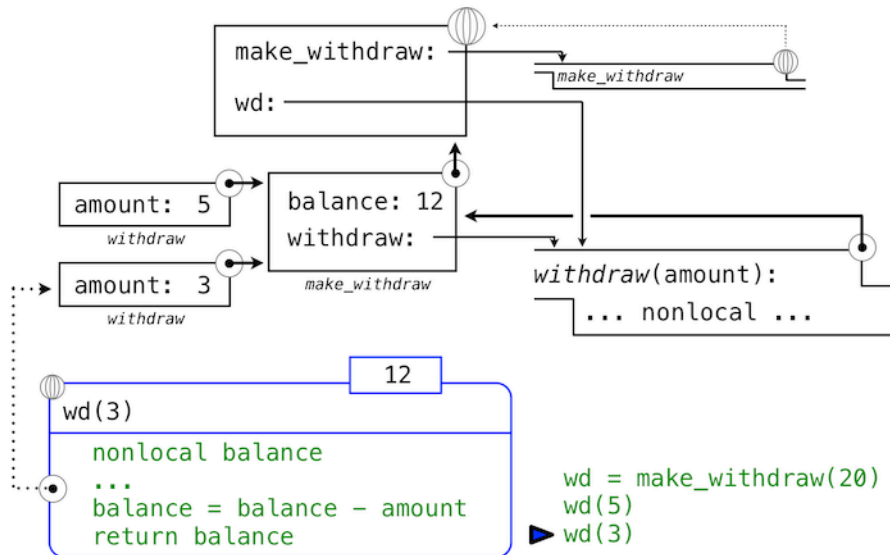 make_withdraw:
make_withdraw
wd:
amount: 5
withdraw
balance: 12
withdraw:
make_withdraw
amount: 3
withdraw
withdraw(amount):
... nonlocal ...
12
wd(3)
nonlocal balance
...
balance = balance - amount
return balance
wd = make_withdraw(20)
wd(5)
wd(3)